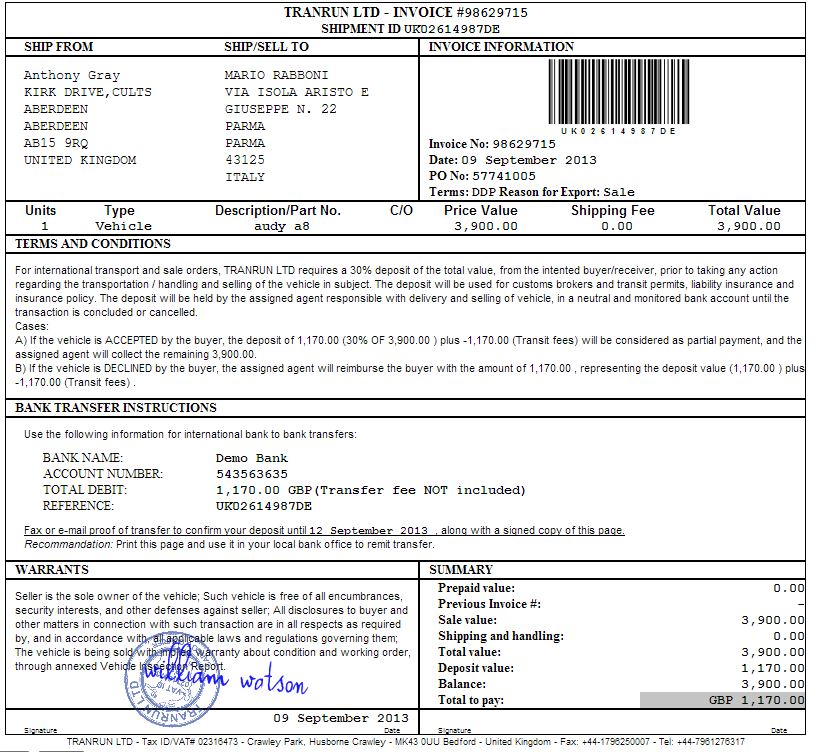 TRANRUN LTD - INVOICE #98629715
SHIPMENT ID UK02614987DE
SHIP FROM
Anthony Gray
KIRK DRIVE,CULTS
ABERDEEN
ABERDEEN
AB15 9RQ
UNITED KINGDOM
SHIP/SELL TO
MARIO RABBONI
VIA ISOLA ARISTO E
GIUSEPPE N. 22
PARMA
PARMA
43125
ITALY
INVOICE INFORMATION
UK02614987DE
Invoice No: 98629715
Date: 09 September 2013
PO No: 57741005
Terms: DDP Reason for Export: Sale
Units Type Description/Part No. C/O Price Value Shipping Fee Total Value
1 Vehicle audy a8 3,900.00 0.00 3,900.00
TERMS AND CONDITIONS
For international transport and sale orders, TRANRUN LTD requires a 30% deposit of the total value, from the intented buyer/receiver, prior to taking any action
regarding the transportation / handling and selling of the vehicle in subject. The deposit will be used for customs brokers and transit permits, liability insurance and
insurance policy. The deposit will be held by the assigned agent responsible with delivery and selling of vehicle, in a neutral and monitored bank account until the
transaction is concluded or cancelled.
Cases:
A) If the vehicle is ACCEPTED by the buyer, the deposit of 1,170.00 (30% OF 3,900.00 ) plus -1,170.00 (Transit fees) will be considered as partial payment, and the
assigned agent will collect the remaining 3,900.00.
B) If the vehicle is DECLINED by the buyer, the assigned agent will reimburse the buyer with the amount of 1,170.00 , representing the deposit value (1,170.00 ) plus
-1,170.00 (Transit fees) .
BANK TRANSFER INSTRUCTIONS
Use the following information for international bank to bank transfers:
BANK NAME: Demo Bank
ACCOUNT NUMBER: 543563635
TOTAL DEBIT: 1,170.00 GBP(Transfer fee NOT included)
REFERENCE: UK02614987DE
Fax or e-mail proof of transfer to confirm your deposit until 12 September 2013 , along with a signed copy of this page.
Recommandation: Print this page and use it in your local bank office to remit transfer.
WARRANTS
Seller is the sole owner of the vehicle; Such vehicle is free of all encumbrances,
security interests, and other defenses against seller; All disclosures to buyer and
other matters in connection with such transaction are in all respects as required
by, and in accordance with, all applicable laws and regulations governing them;
The vehicle is being sold with implied warranty about condition and working order,
through annexed Vehicle Inspection Report.
william watson
TRANRUN LTD
09 September 2013
Signature Date
SUMMARY
Prepaid value: 0.00
Previous Invoice #: –
Sale value: 3,900.00
Shipping and handling: 0.00
Total value: 3,900.00
Deposit value: 1,170.00
Balance: 3,900.00
Total to pay: GBP 1,170.00
Signature Date
TRANRUN LTD - Tax ID/VAT# 02316473 - Crawley Park, Husborne Crawley - MK43 0UU Bedford - United Kingdom - Fax: +44-1796250007 - Tel: +44-7961276317